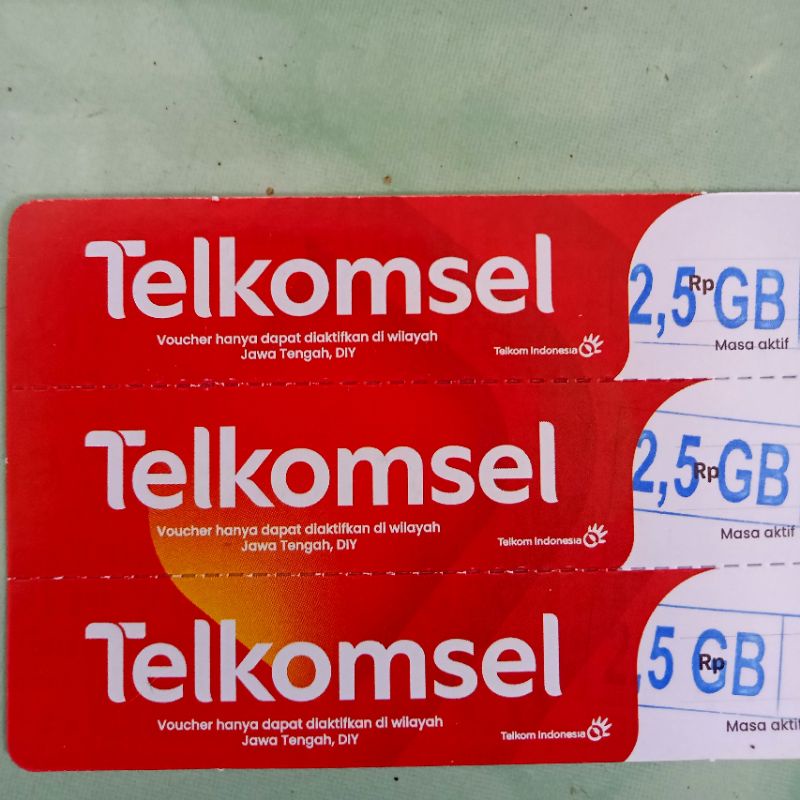 Telkomsel
Voucher hanya dapat diaktifkan di wilayah
Jawa Tengah, DIY
Telkom Indonesia
2,5 GB
Rp
Masa aktif
Telkomsel
Voucher hanya dapat diaktifkan di wilayah
Jawa Tengah, DIY
Telkom Indonesia
2,5 GB
Rp
Masa aktif
Telkomsel
Voucher hanya dapat diaktifkan di wilayah
Jawa Tengah, DIY
Telkom Indonesia
,5 GB
Rp
Masa aktif